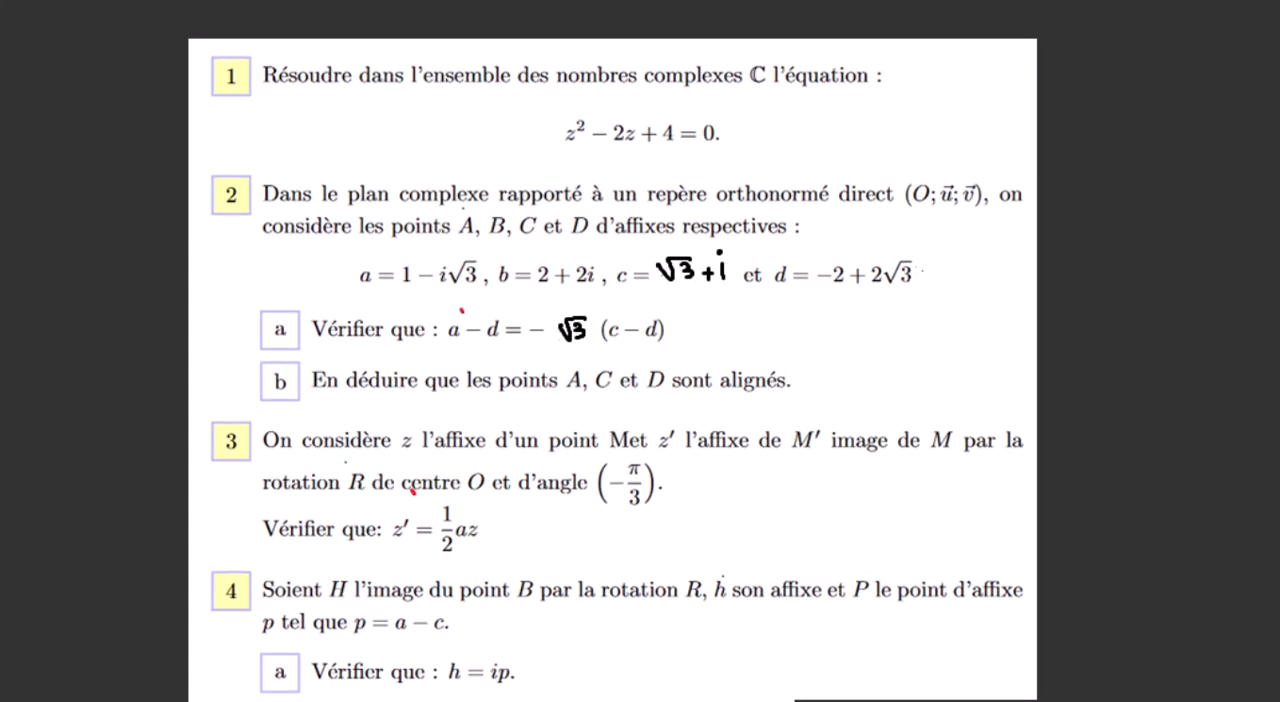 1 Résoudre dans l'ensemble des nombres complexes ℂ l'équation :
z² − 2z + 4 = 0.
2 Dans le plan complexe rapporté à un repère orthonormé direct (O; u⃗; v⃗), on
considère les points A, B, C et D d'affixes respectives :
a = 1 − i√3 , b = 2 + 2i , c = √3 + i et d = −2 + 2√3
a Vérifier que : a − d = − √3 (c − d)
b En déduire que les points A, C et D sont alignés.
3 On considère z l'affixe d'un point Met z′ l'affixe de M′ image de M par la
rotation R de centre O et d'angle (−π/3).
Vérifier que: z′ = 1/2 az
4 Soient H l'image du point B par la rotation R, h son affixe et P le point d'affixe
p tel que p = a − c.
a Vérifier que : h = ip.